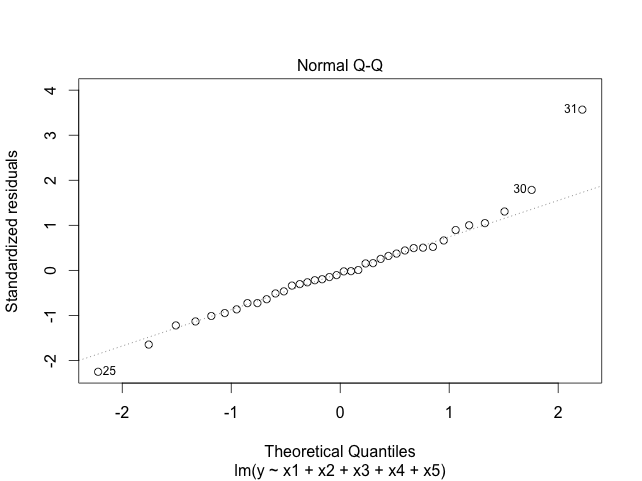 Normal Q-Q
Standardized residuals
4
3
2
1
0
-1
-2
31
30
25
-2 -1 0 1 2
Theoretical Quantiles
lm(y ~ x1 + x2 + x3 + x4 + x5)